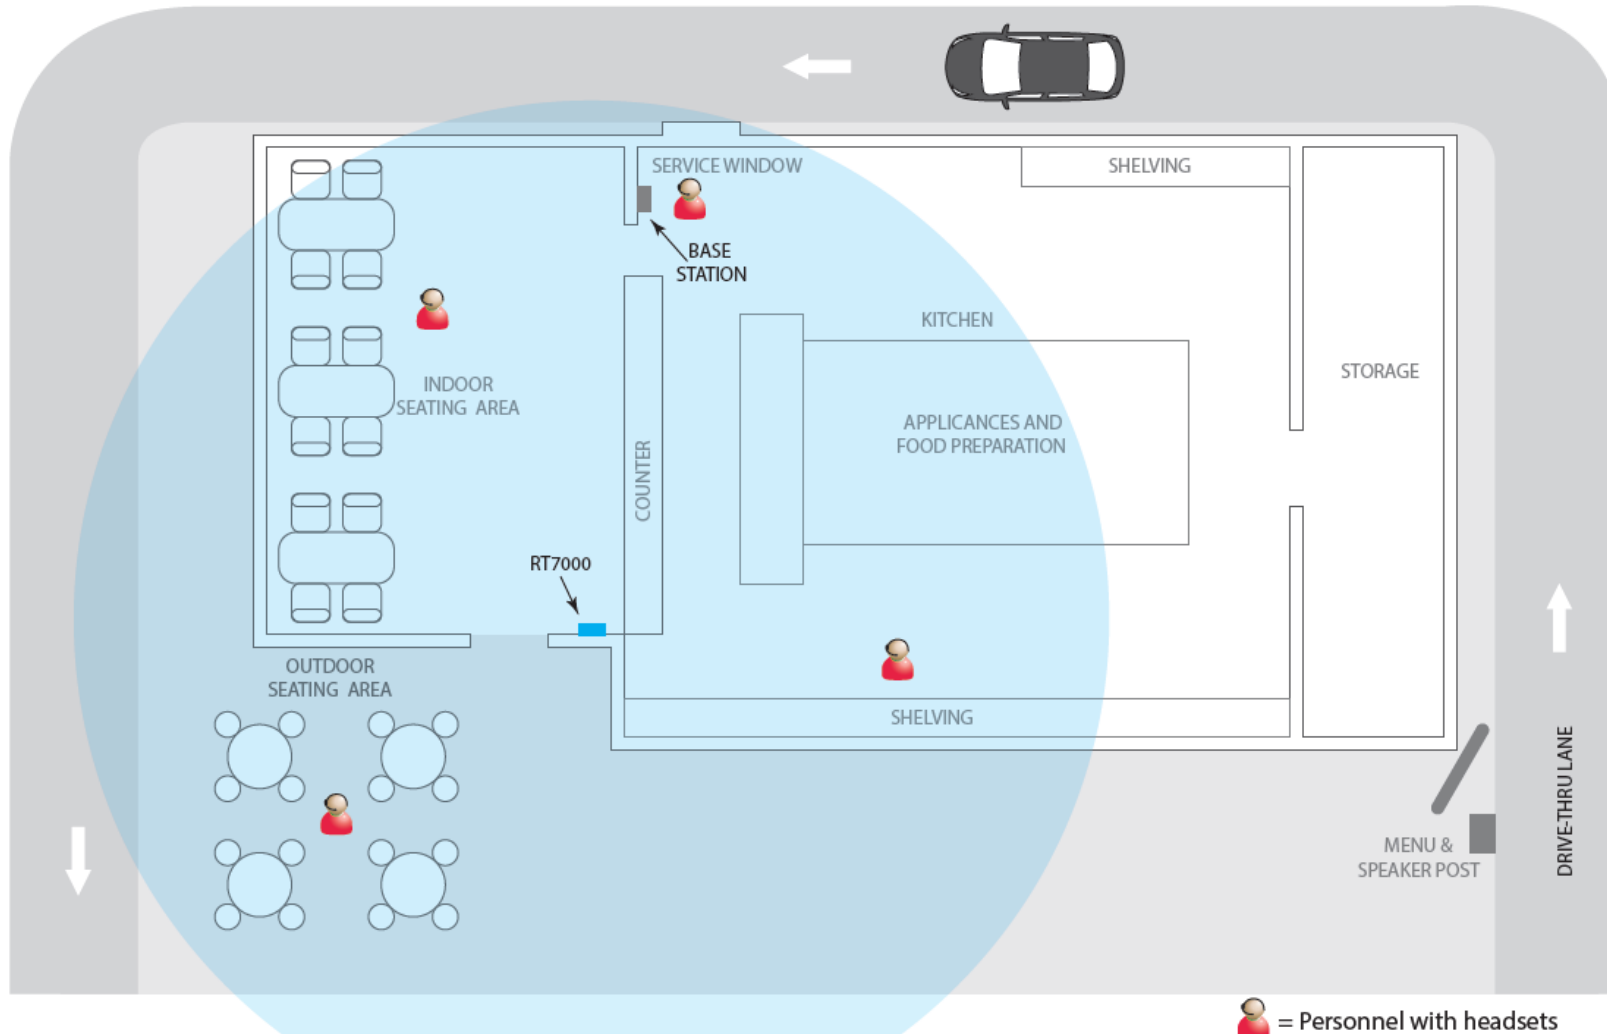 SERVICE WINDOW
SHELVING
BASE
STATION
KITCHEN
STORAGE
INDOOR
SEATING AREA
APPLICANCES AND
FOOD PREPARATION
COUNTER
RT7000
OUTDOOR
SEATING AREA
SHELVING
MENU &
SPEAKER POST
DRIVE-THRU LANE
= Personnel with headsets